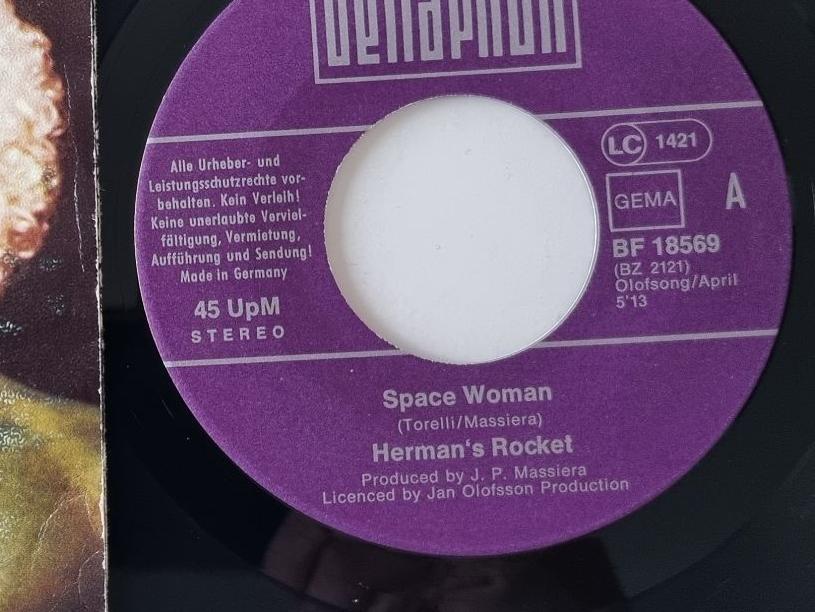 bellaphon
LC 1421
Alle Urheber- und
Leistungsschutzrechte vor-
behalten. Kein Verleih!
Keine unerlaubte Verviel-
fältigung, Vermietung,
Aufführung und Sendung!
Made in Germany
GEMA
A
BF 18569
(BZ 2121)
Olofsong/April
5'13
45 UpM
STEREO
Space Woman
(Torelli/Massiera)
Herman's Rocket
Produced by J. P. Massiera
Licenced by Jan Olofsson Production